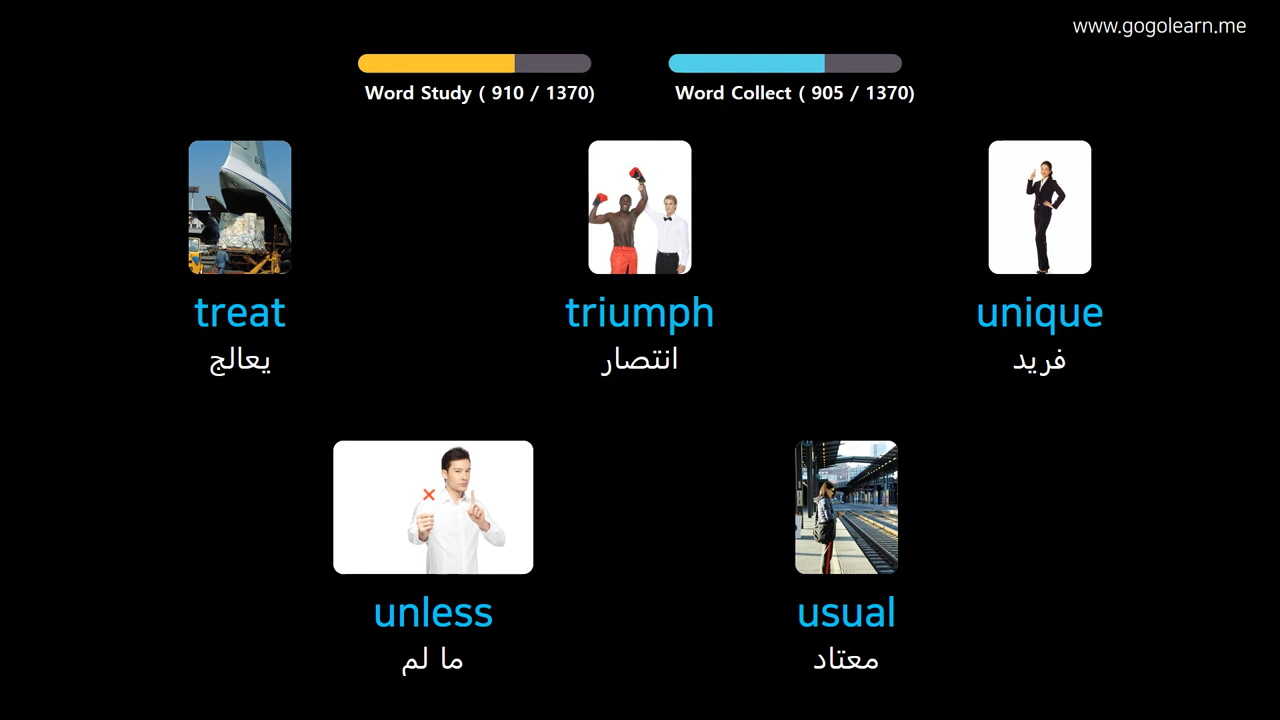 www.gogolearn.me
Word Study ( 910 / 1370)
Word Collect ( 905 / 1370)
treat
يعالج
triumph
انتصار
unique
فريد
unless
ما لم
usual
معتاد